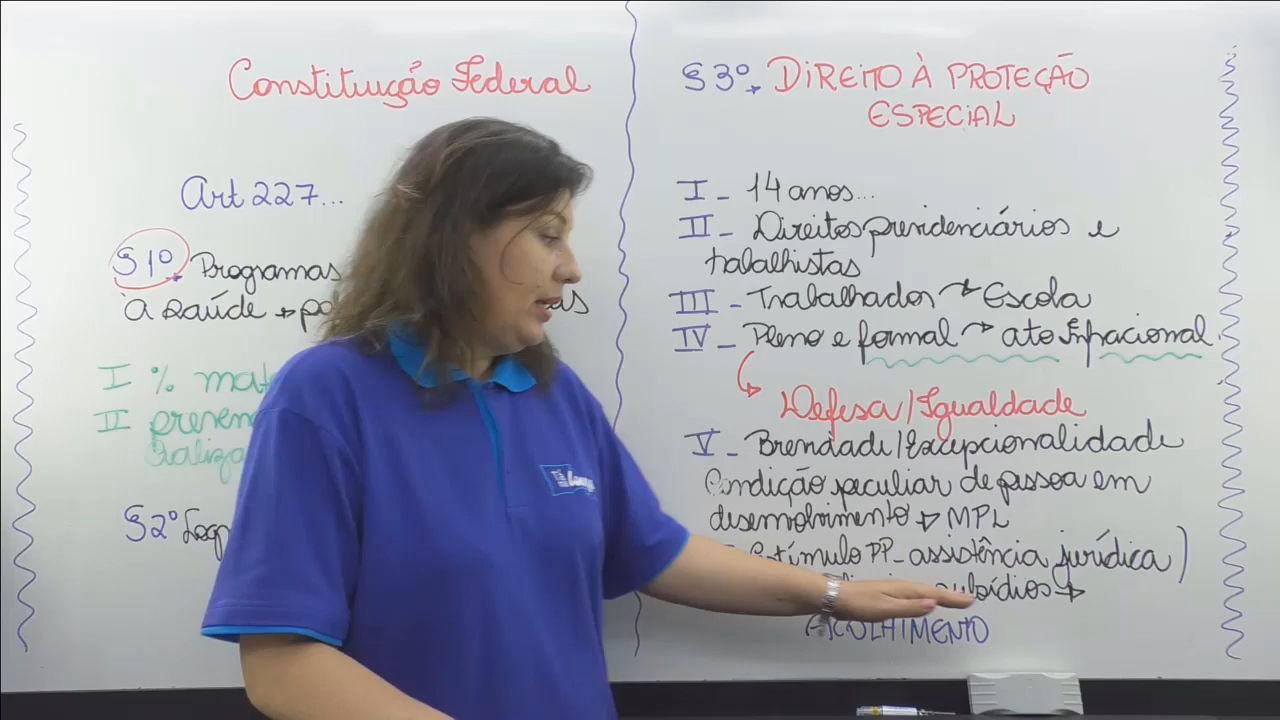 Constituição Federal
Art 227...
§1º Programas
à saúde
I %
II
§2º
§3º. DIREITO À PROTEÇÃO
ESPECIAL
I - 14 anos...
II - Direitos previdenciários e
trabalhistas
III - Trabalhador → Escola
IV - Pleno e formal → ato Infracional.
Defesa/Igualdade
V - Brevidade/Excepcionalidade
Condição peculiar de pessoa em
desenvolvimento → MPL
Estímulo PP - assistência jurídica/
subsídios →
ACOLHIMENTO